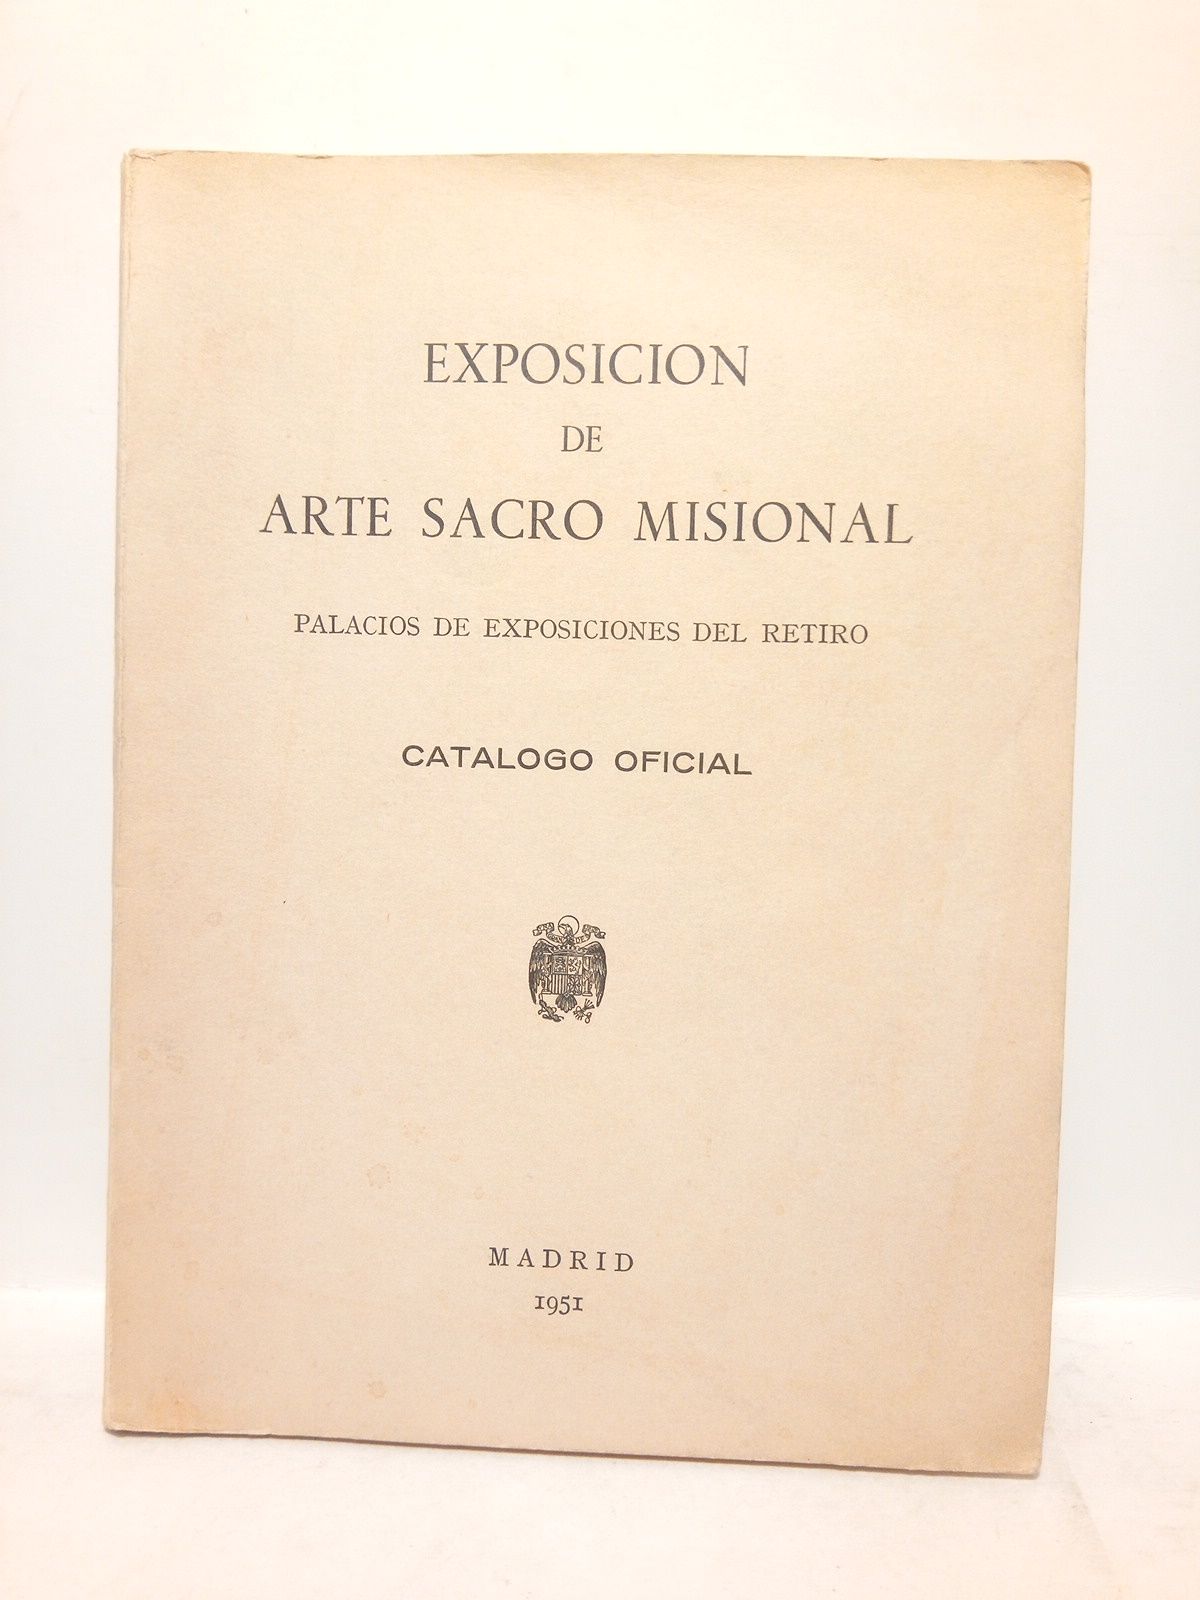 EXPOSICION
DE
ARTE SACRO MISIONAL
PALACIOS DE EXPOSICIONES DEL RETIRO
CATALOGO OFICIAL
MADRID
1951